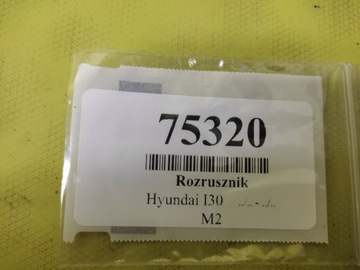 75320
Rozrusznik
Hyundai I30 ../.. - ../..
M2